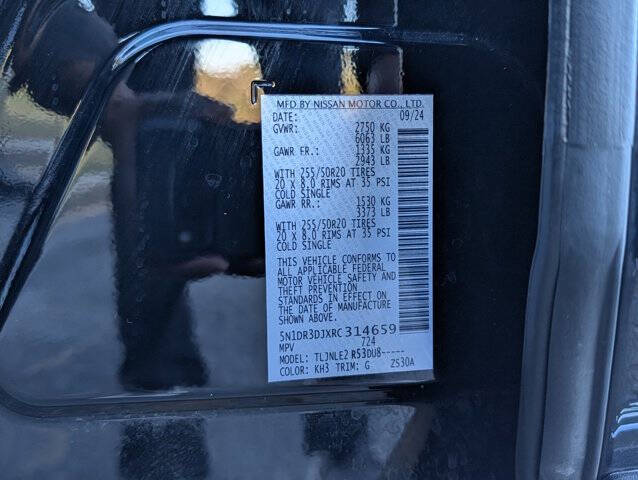 MFD BY NISSAN MOTOR CO., LTD.
DATE: 09/24
GVWR: 2750 KG
6063 LB
GAWR FR.: 1335 KG
2943 LB
WITH 255/50R20 TIRES
20 X 8.0 RIMS AT 35 PSI
COLD SINGLE
GAWR RR.: 1530 KG
3373 LB
WITH 255/50R20 TIRES
20 X 8.0 RIMS AT 35 PSI
COLD SINGLE
THIS VEHICLE CONFORMS TO
ALL APPLICABLE FEDERAL
MOTOR VEHICLE SAFETY AND
THEFT PREVENTION
STANDARDS IN EFFECT ON
THE DATE OF MANUFACTURE
SHOWN ABOVE.
5N1DR3DJXRC314659
MPV 724
MODEL: TLJNLE2 R53DU8-----
COLOR: KH3 TRIM: G ZS30A